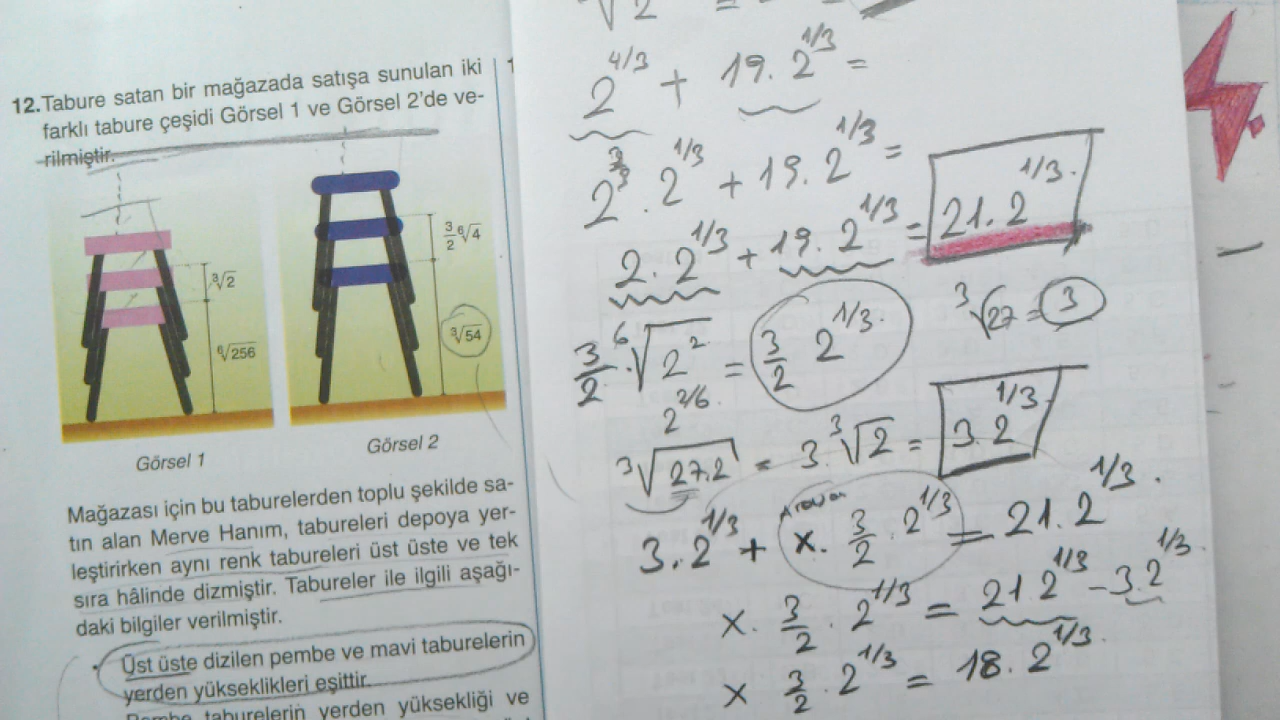 12. Tabure satan bir mağazada satışa sunulan iki
farklı tabure çeşidi Görsel 1 ve Görsel 2'de ve-
rilmiştir.
∛2
⁶√256
Görsel 1
3/2 ⁶√4
∛54
Görsel 2
Mağazası için bu taburelerden toplu şekilde sa-
tın alan Merve Hanım, tabureleri depoya yer-
leştirirken aynı renk tabureleri üst üste ve tek
sıra hâlinde dizmiştir. Tabureler ile ilgili aşağı-
daki bilgiler verilmiştir.
• Üst üste dizilen pembe ve mavi taburelerin
yerden yükseklikleri eşittir.
Pembe taburelerin yerden yüksekliği ve
2^4/3 + 19.2^1/3 =
. 2^1/3 + 19.2^1/3 =
2.2^1/3 + 19.2^1/3 = 21.2^1/3.
∛27 = 3
3/2 . ⁶√2² = 3/2 2^1/3.
2^2/6.
∛27.2 = 3.∛2 = 3.2^1/3
3.2^1/3 + x. 3/2 . 2^1/3 = 21.2^1/3.
x. 3/2 . 2^1/3 = 21.2^1/3 - 3.2^1/3.
x 3/2 . 2^1/3 = 18.2^1/3.